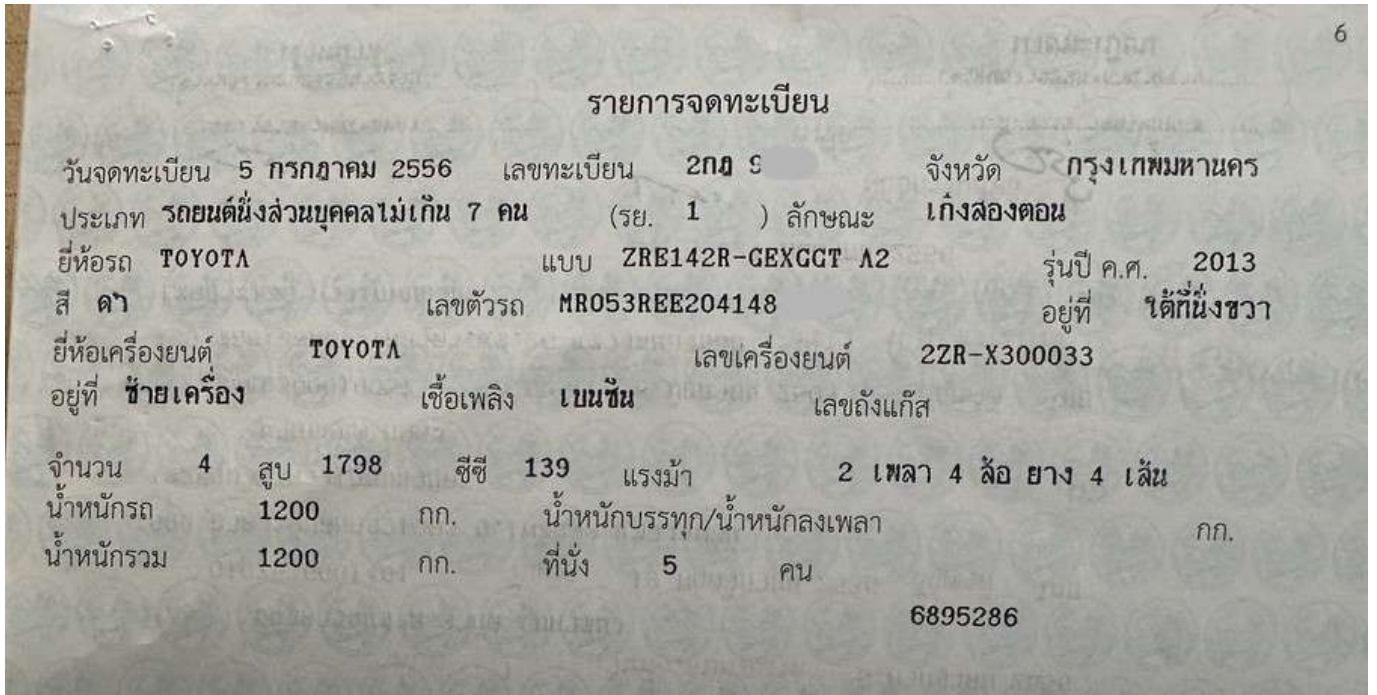 6
รายการจดทะเบียน
วันจดทะเบียน 5 กรกฎาคม 2556 เลขทะเบียน 2กฎ 9 จังหวัด กรุงเทพมหานคร
ประเภท รถยนต์นั่งส่วนบุคคลไม่เกิน 7 คน (รย. 1 ) ลักษณะ เก๋งสองตอน
ยี่ห้อรถ TOYOTA แบบ ZRE142R-GEXGGT A2 รุ่นปี ค.ศ. 2013
สี ดำ เลขตัวรถ MR053REE204148 อยู่ที่ ใต้ที่นั่งขวา
ยี่ห้อเครื่องยนต์ TOYOTA เลขเครื่องยนต์ 2ZR-X300033
อยู่ที่ ซ้ายเครื่อง เชื้อเพลิง เบนซิน เลขถังแก๊ส
จำนวน 4 สูบ 1798 ซีซี 139 แรงม้า 2 เพลา 4 ล้อ ยาง 4 เส้น
น้ำหนักรถ 1200 กก. น้ำหนักบรรทุก/น้ำหนักลงเพลา กก.
น้ำหนักรวม 1200 กก. ที่นั่ง 5 คน
6895286